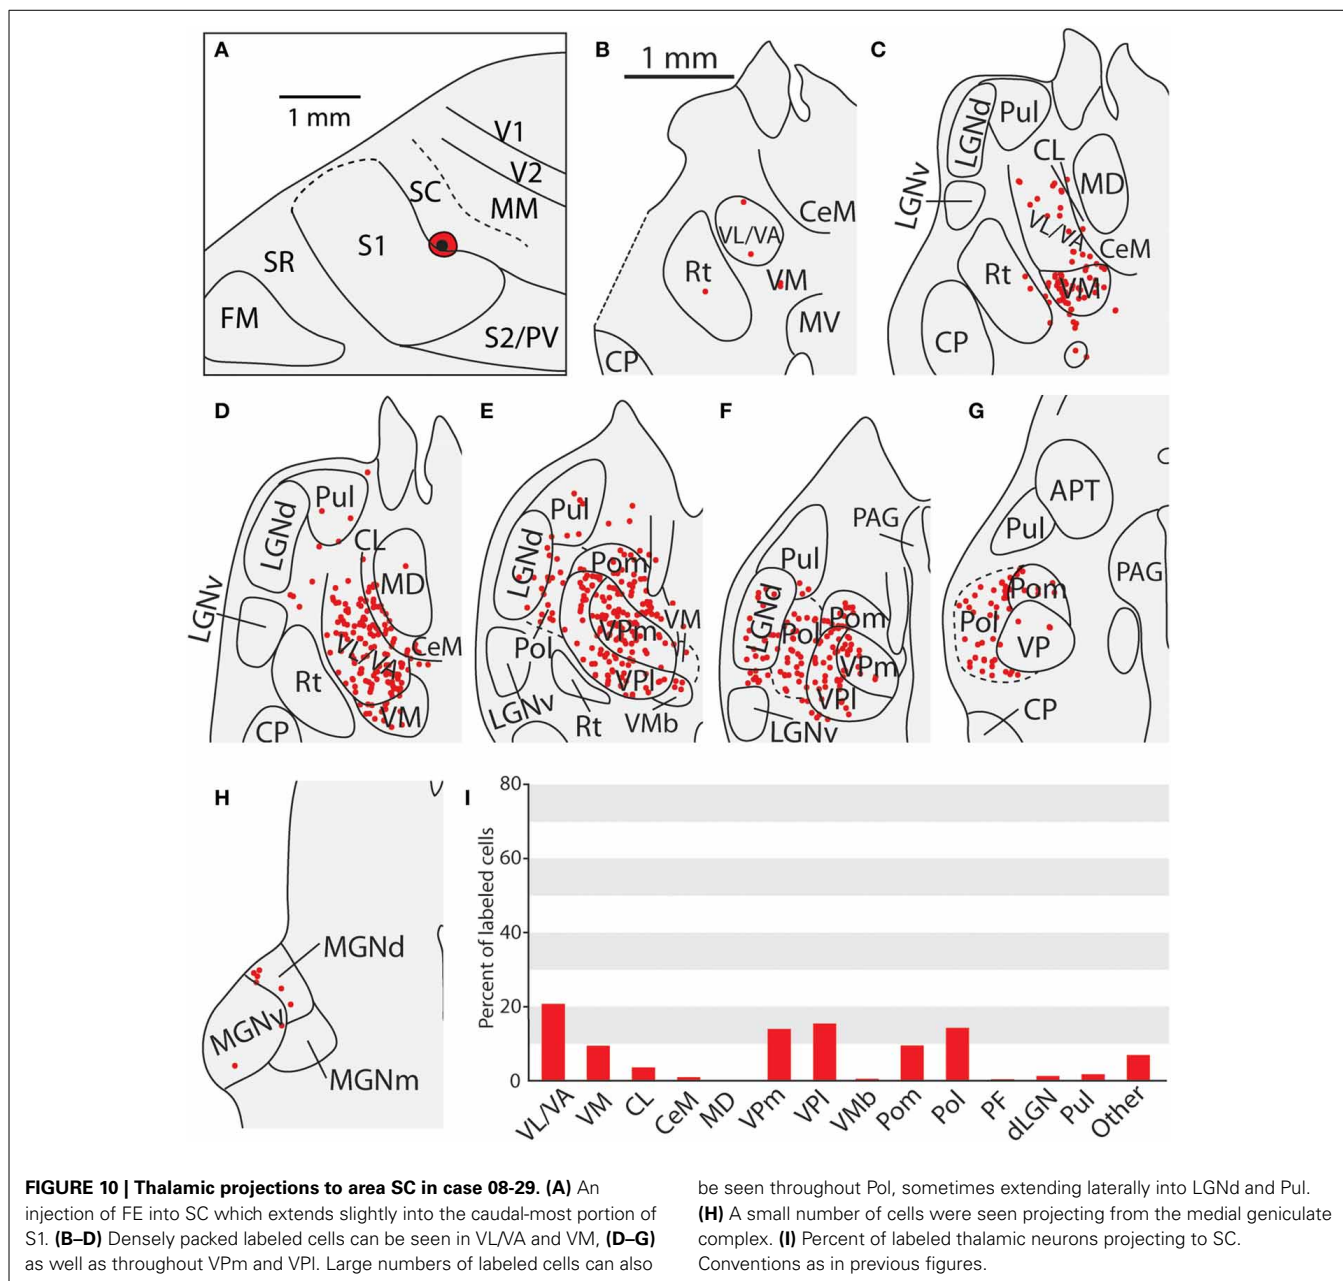 A
1 mm
V1
V2
SC
MM
S1
SR
FM
S2/PV
B
1 mm
CeM
VL/VA
Rt
VM
MV
CP
C
LGNd
Pul
CL
MD
LGNv
VL/VA
CeM
Rt
VM
CP
D
Pul
LGNd
CL
MD
LGNv
CeM
VL/VA
Rt
VM
CP
E
Pul
LGNd
Pom
VM
VPm
Pol
VPl
LGNv
Rt
VMb
F
PAG
Pul
LGNd
Pom
Pol
VPm
VPl
LGNv
G
APT
Pul
PAG
Pom
Pol
VP
CP
H
MGNd
MGNv
MGNm
I
Percent of labeled cells
80
60
40
20
0
VL/VA VM CL CeM MD VPm VPl VMb Pom Pol PF dLGN Pul Other
FIGURE 10 | Thalamic projections to area SC in case 08-29. (A) An
injection of FE into SC which extends slightly into the caudal-most portion of
S1. (B–D) Densely packed labeled cells can be seen in VL/VA and VM, (D–G)
as well as throughout VPm and VPl. Large numbers of labeled cells can also
be seen throughout Pol, sometimes extending laterally into LGNd and Pul.
(H) A small number of cells were seen projecting from the medial geniculate
complex. (I) Percent of labeled thalamic neurons projecting to SC.
Conventions as in previous figures.